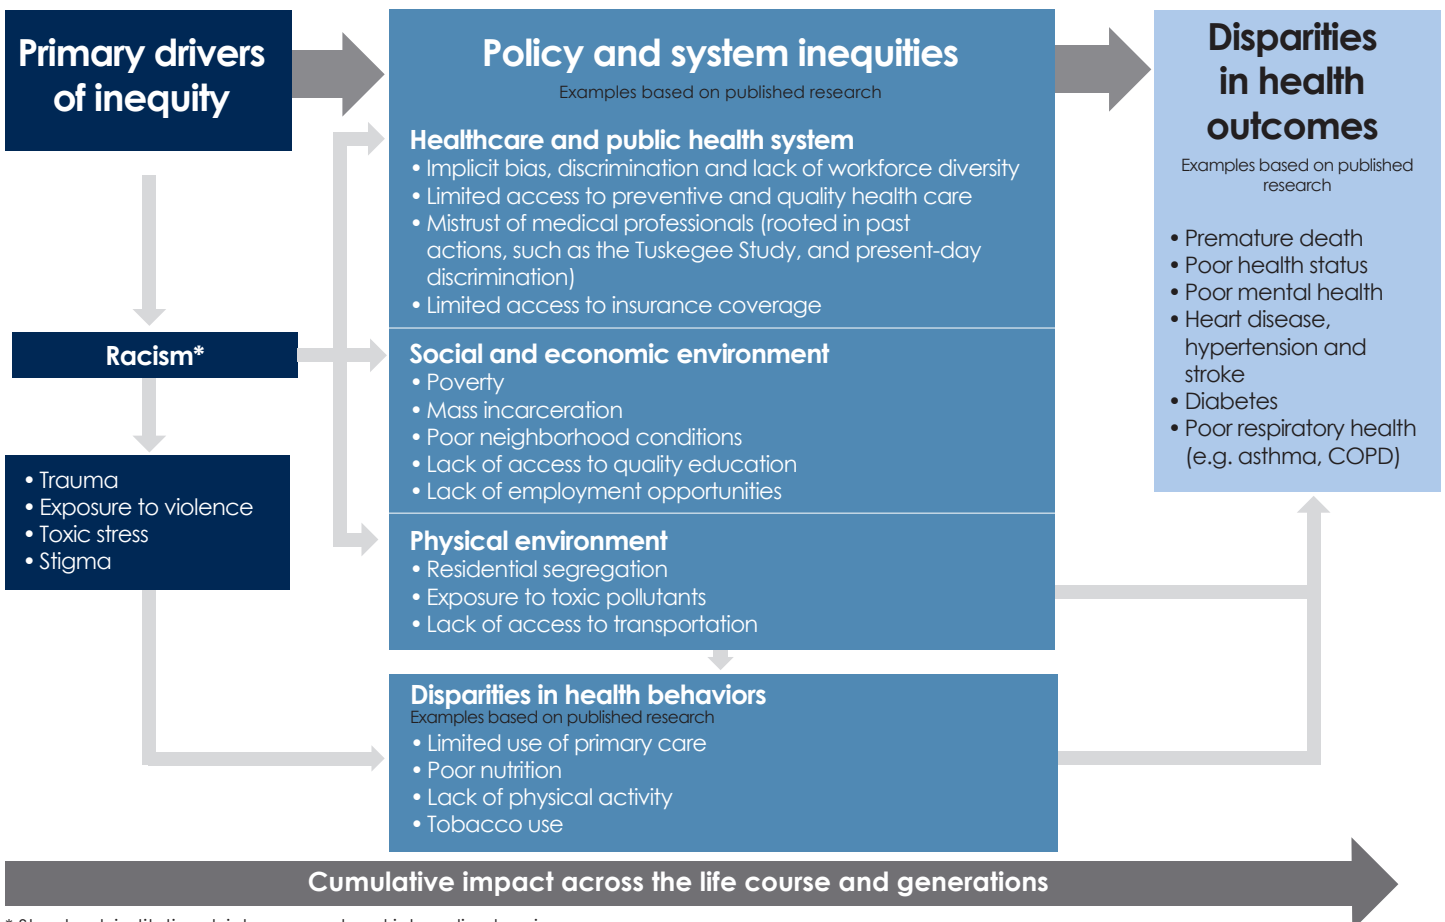 Primary drivers
of inequity
Policy and system inequities
Examples based on published research
Disparities
in health
outcomes
Examples based on published
research
Healthcare and public health system
• Implicit bias, discrimination and lack of workforce diversity
• Limited access to preventive and quality health care
• Mistrust of medical professionals (rooted in past
actions, such as the Tuskegee Study, and present-day
discrimination)
• Limited access to insurance coverage
• Premature death
• Poor health status
• Poor mental health
• Heart disease,
hypertension and
stroke
• Diabetes
• Poor respiratory health
(e.g. asthma, COPD)
Racism*
Social and economic environment
• Poverty
• Mass incarceration
• Poor neighborhood conditions
• Lack of access to quality education
• Lack of employment opportunities
• Trauma
• Exposure to violence
• Toxic stress
• Stigma
Physical environment
• Residential segregation
• Exposure to toxic pollutants
• Lack of access to transportation
Disparities in health behaviors
Examples based on published research
• Limited use of primary care
• Poor nutrition
• Lack of physical activity
• Tobacco use
Cumulative impact across the life course and generations